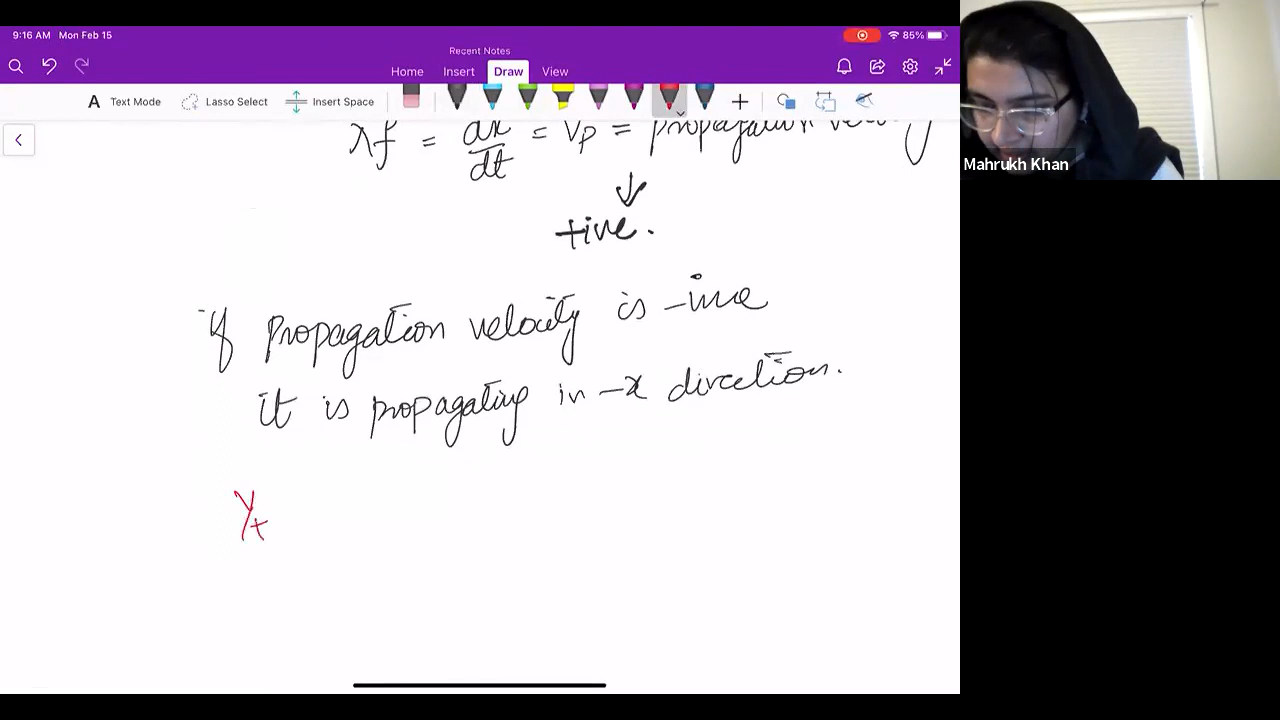 9:16 AM Mon Feb 15
85%
Recent Notes
Home Insert Draw View
A Text Mode Lasso Select Insert Space
λf = dx/dt = Vp = propagation velocity
↓
+ive.
if propagation velocity is -ive
it is propagating in -x direction.
y+
Mahrukh Khan